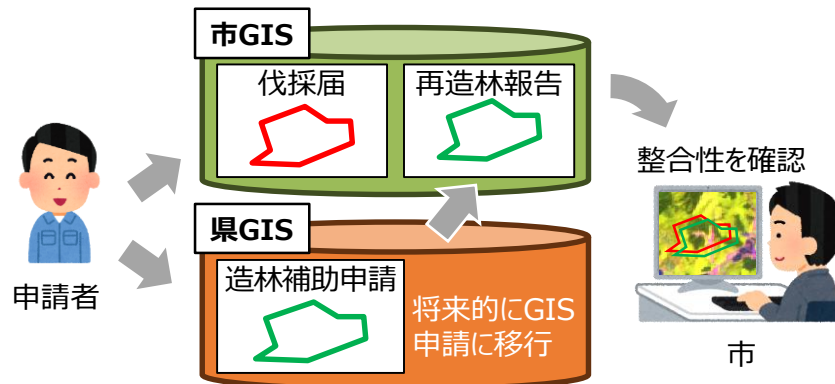 市GIS
伐採届
再造林報告
整合性を確認
申請者
県GIS
造林補助申請
将来的にGIS
申請に移行
市